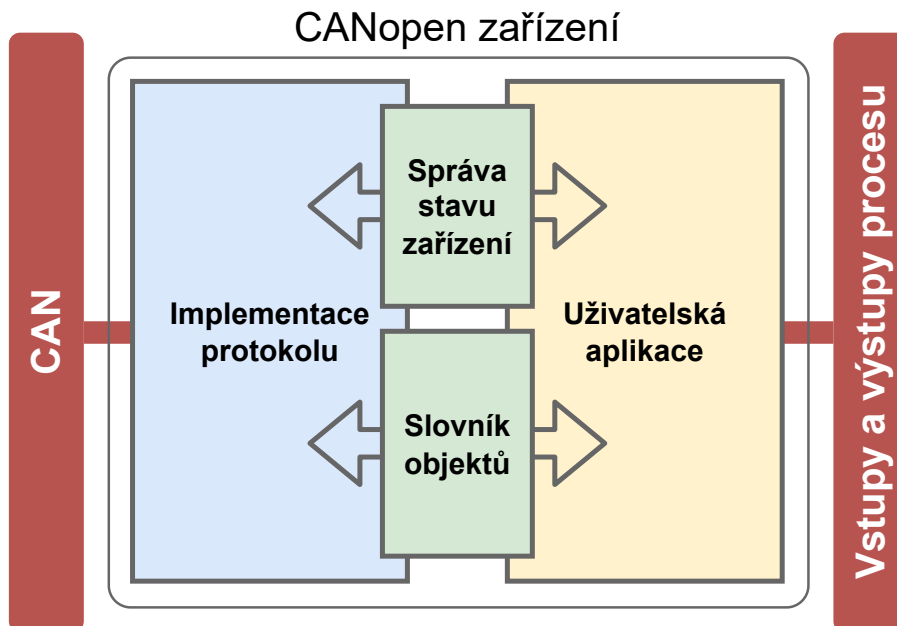 CANopen zařízení
CAN
Implementace
protokolu
Správa
stavu
zařízení
Slovník
objektů
Uživatelská
aplikace
Vstupy a výstupy procesu